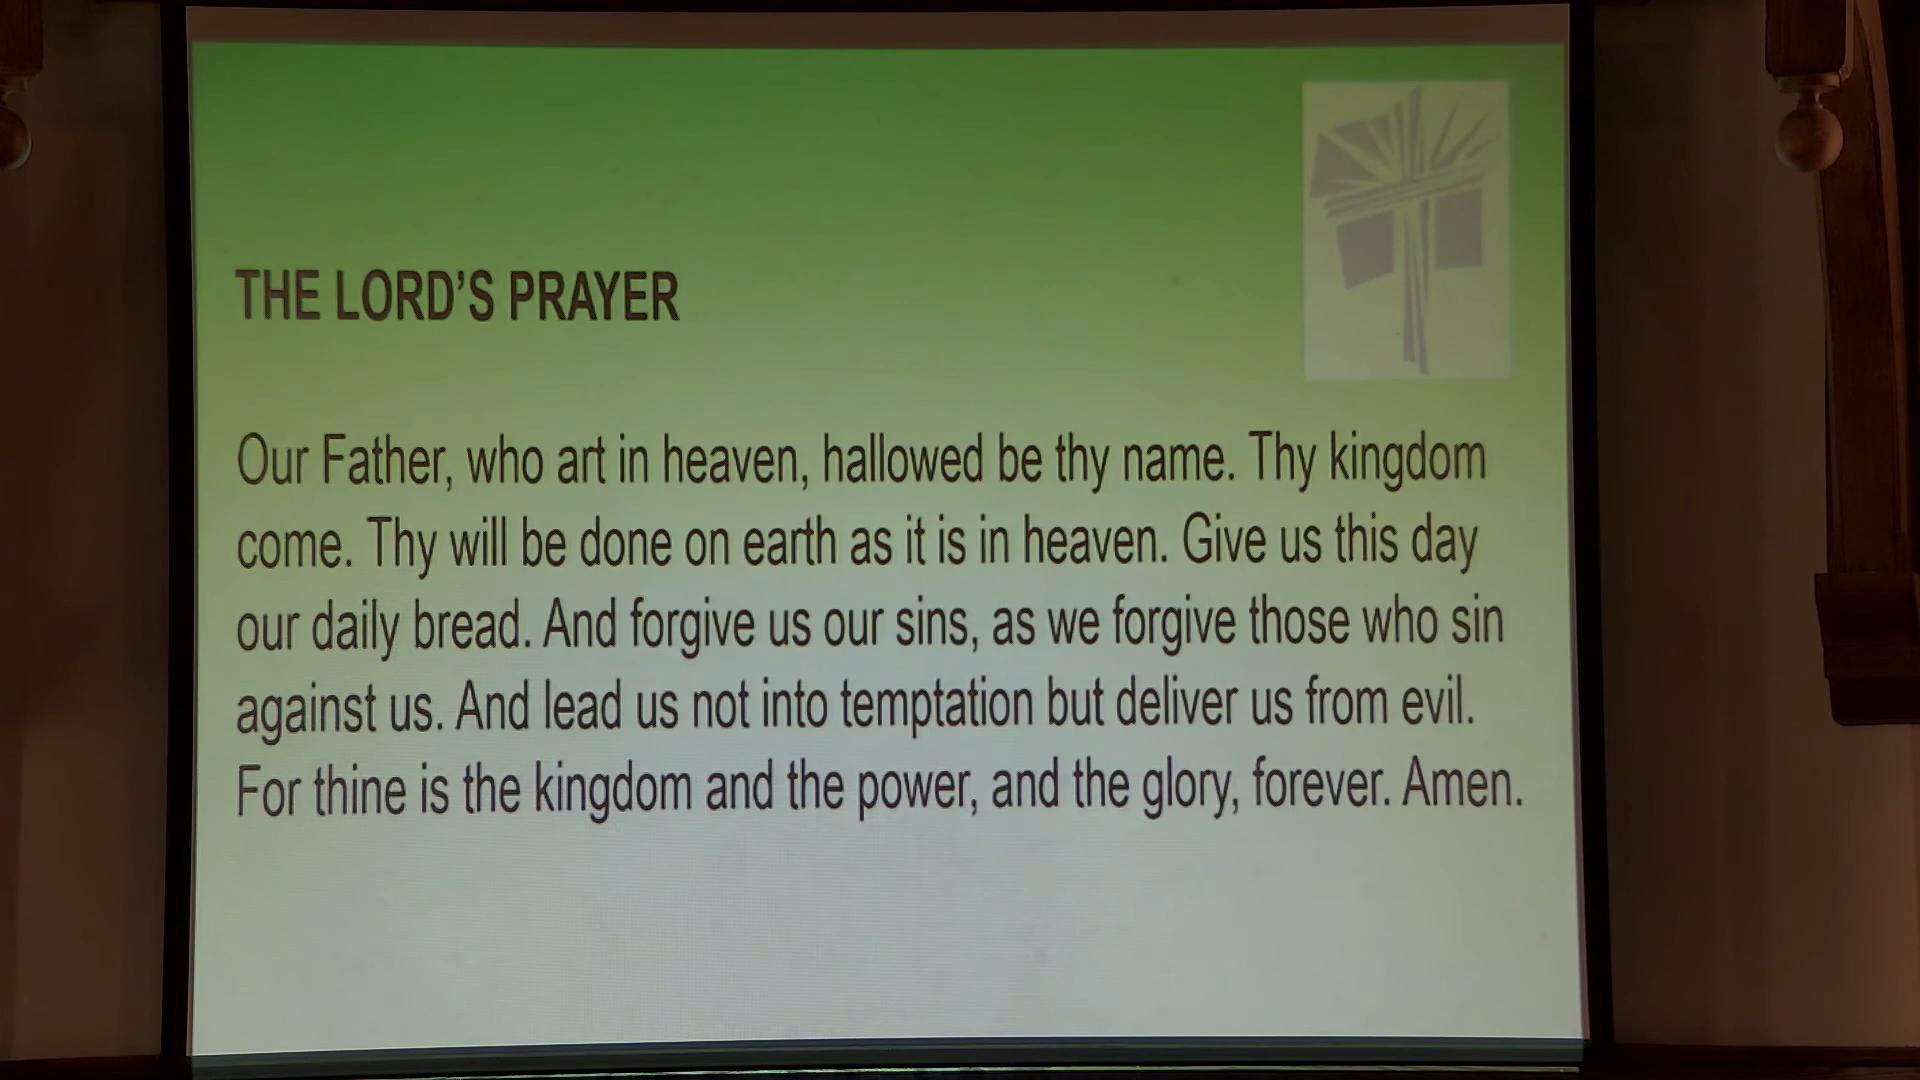 THE LORD’S PRAYER
Our Father, who art in heaven, hallowed be thy name. Thy kingdom
come. Thy will be done on earth as it is in heaven. Give us this day
our daily bread. And forgive us our sins, as we forgive those who sin
against us. And lead us not into temptation but deliver us from evil.
For thine is the kingdom and the power, and the glory, forever. Amen.